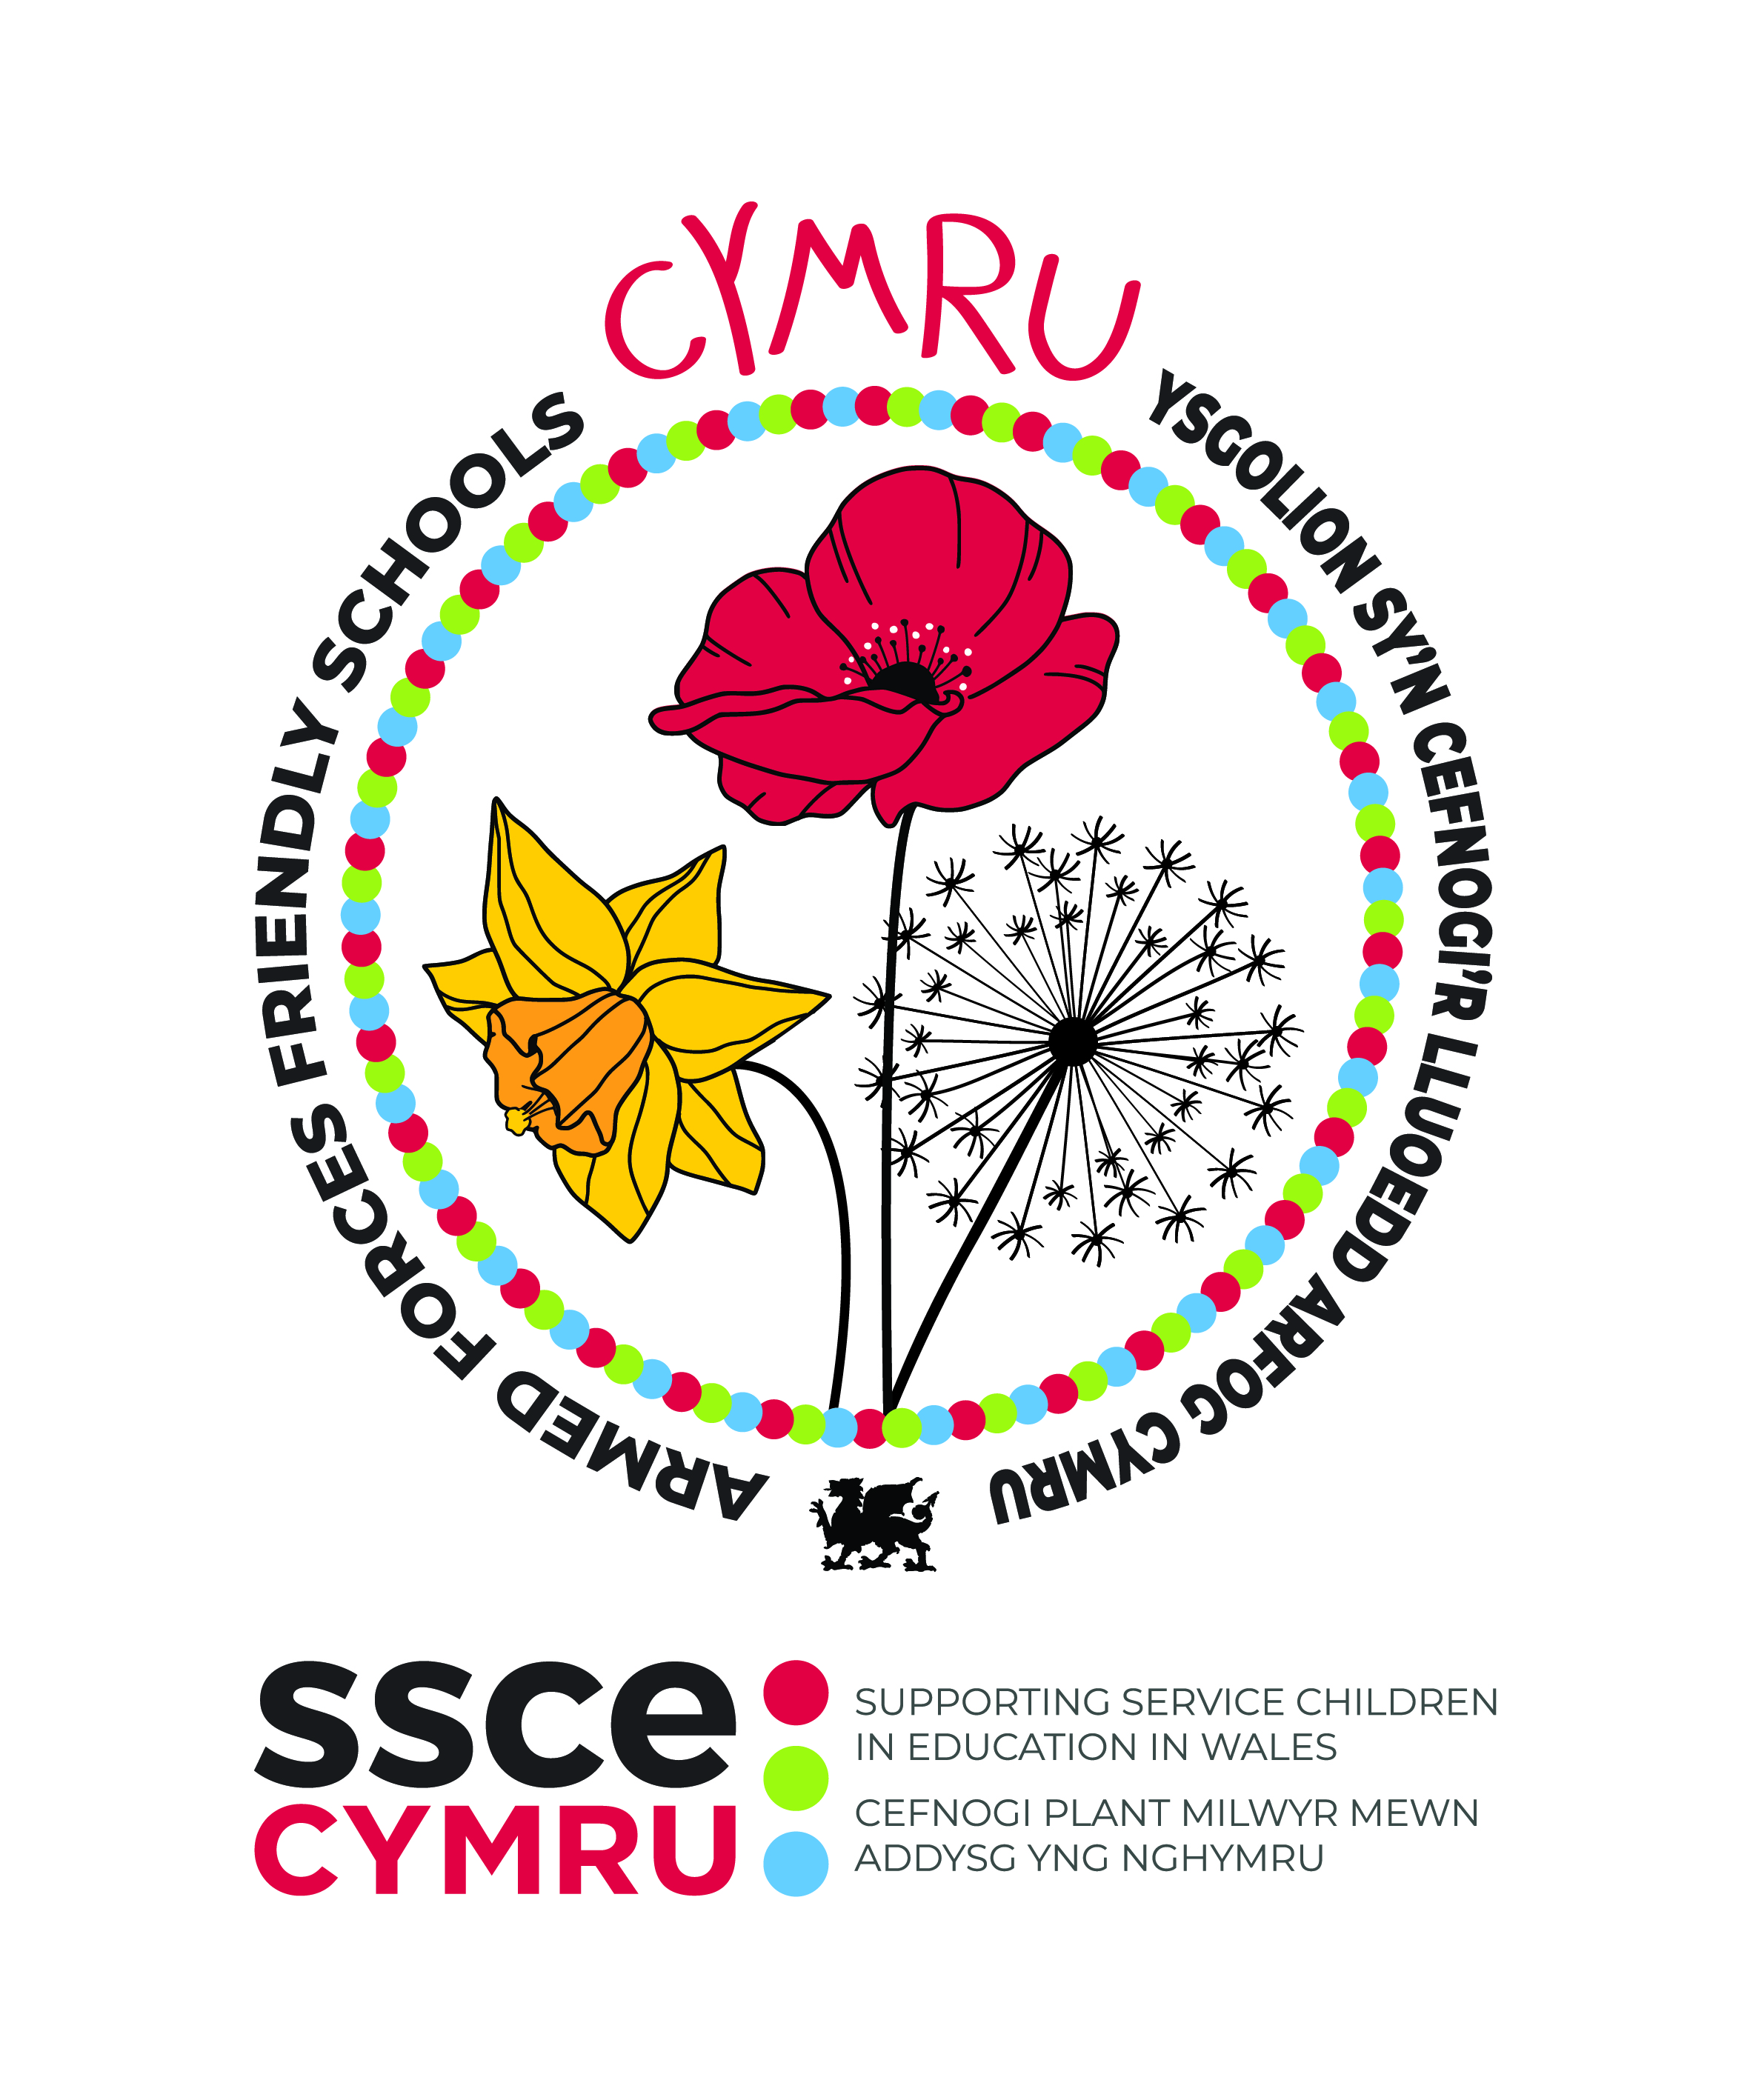 ARMED FORCES FRIENDLY SCHOOLS
CYMRU
YSGOLION SY'N CEFNOGI'R LLUOEDD ARFOG CYMRU
ssce
CYMRU
SUPPORTING SERVICE CHILDREN
IN EDUCATION IN WALES
CEFNOGI PLANT MILWYR MEWN
ADDYSG YNG NGHYMRU